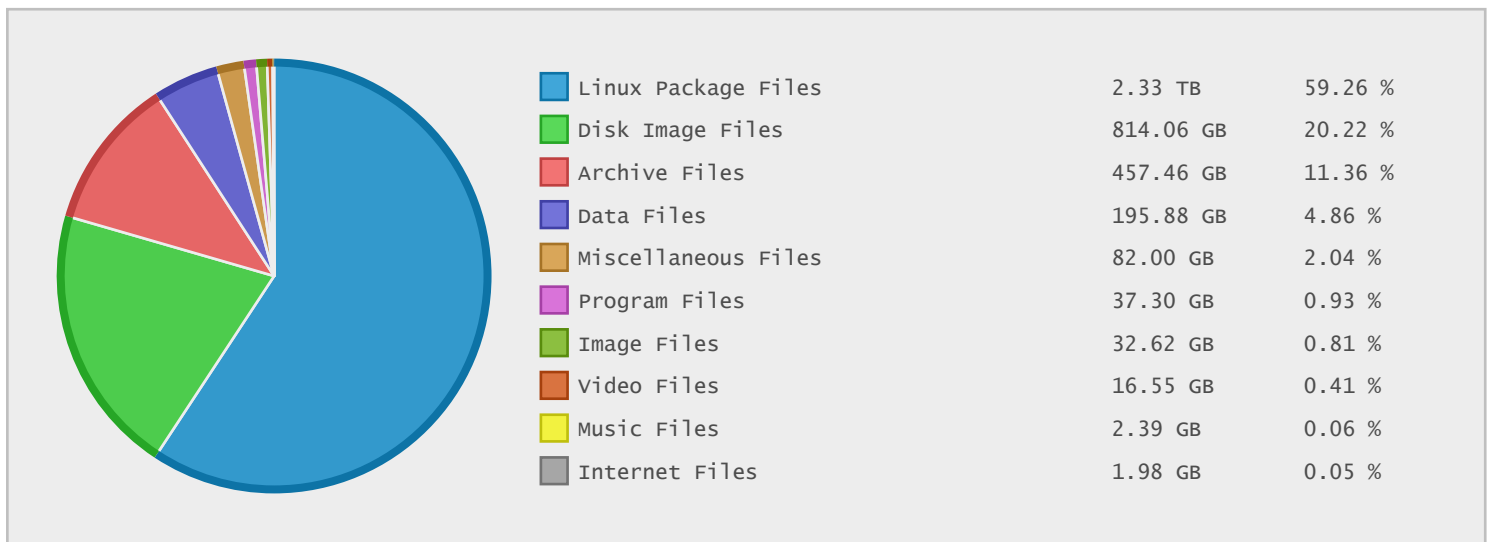 Linux Package Files 2.33 TB 59.26 %
Disk Image Files 814.06 GB 20.22 %
Archive Files 457.46 GB 11.36 %
Data Files 195.88 GB 4.86 %
Miscellaneous Files 82.00 GB 2.04 %
Program Files 37.30 GB 0.93 %
Image Files 32.62 GB 0.81 %
Video Files 16.55 GB 0.41 %
Music Files 2.39 GB 0.06 %
Internet Files 1.98 GB 0.05 %